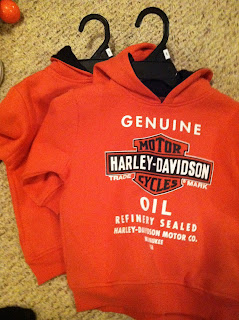 GENUINE
MOTOR
HARLEY-DAVIDSON
TRADE MARK
CYCLES
OIL
REFINERY SEALED
HARLEY-DAVIDSON MOTOR CO.